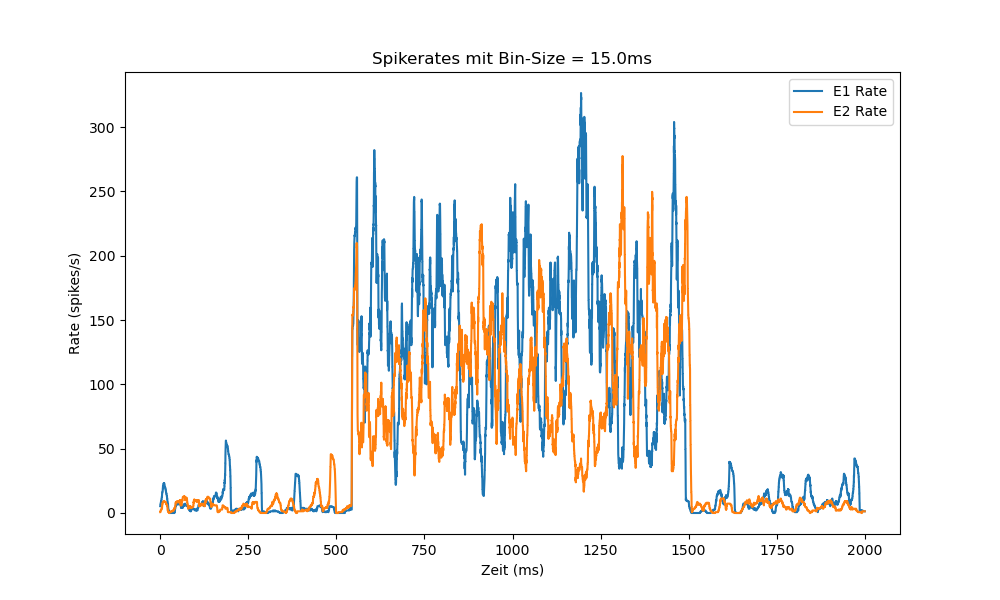 Spikerates mit Bin-Size = 15.0ms
E1 Rate
E2 Rate
Rate (spikes/s)
300
250
200
150
100
50
0
0 250 500 750 1000 1250 1500 1750 2000
Zeit (ms)